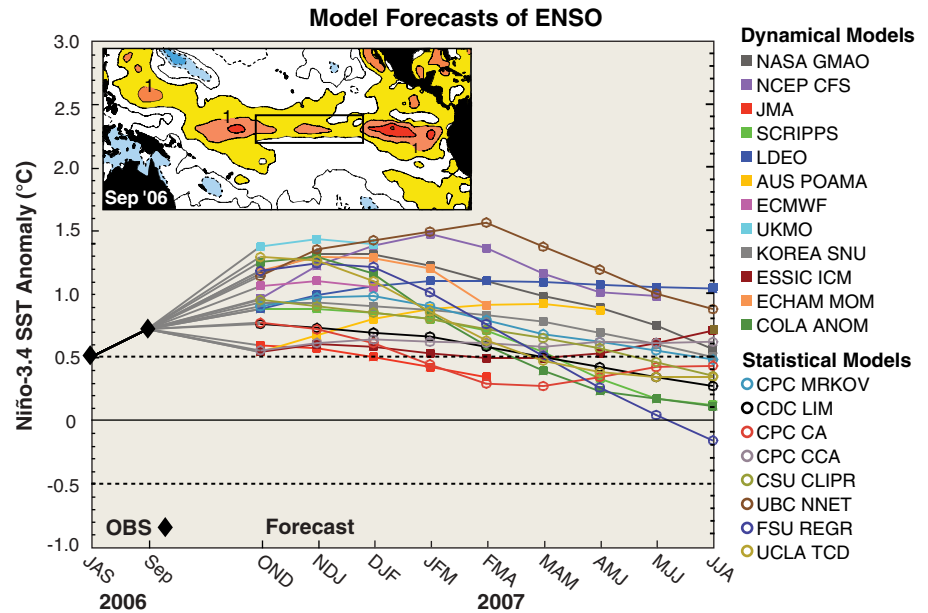 Model Forecasts of ENSO
3.0
2.5
2.0
1.5
1.0
0.5
0
-0.5
-1.0
Niño-3.4 SST Anomaly (°C)
1
1
1
Sep '06
OBS
Forecast
JAS
Sep
OND
NDJ
DJF
JFM
FMA
MAM
AMJ
MJJ
JJA
2006
2007
Dynamical Models
NASA GMAO
NCEP CFS
JMA
SCRIPPS
LDEO
AUS POAMA
ECMWF
UKMO
KOREA SNU
ESSIC ICM
ECHAM MOM
COLA ANOM
Statistical Models
CPC MRKOV
CDC LIM
CPC CA
CPC CCA
CSU CLIPR
UBC NNET
FSU REGR
UCLA TCD